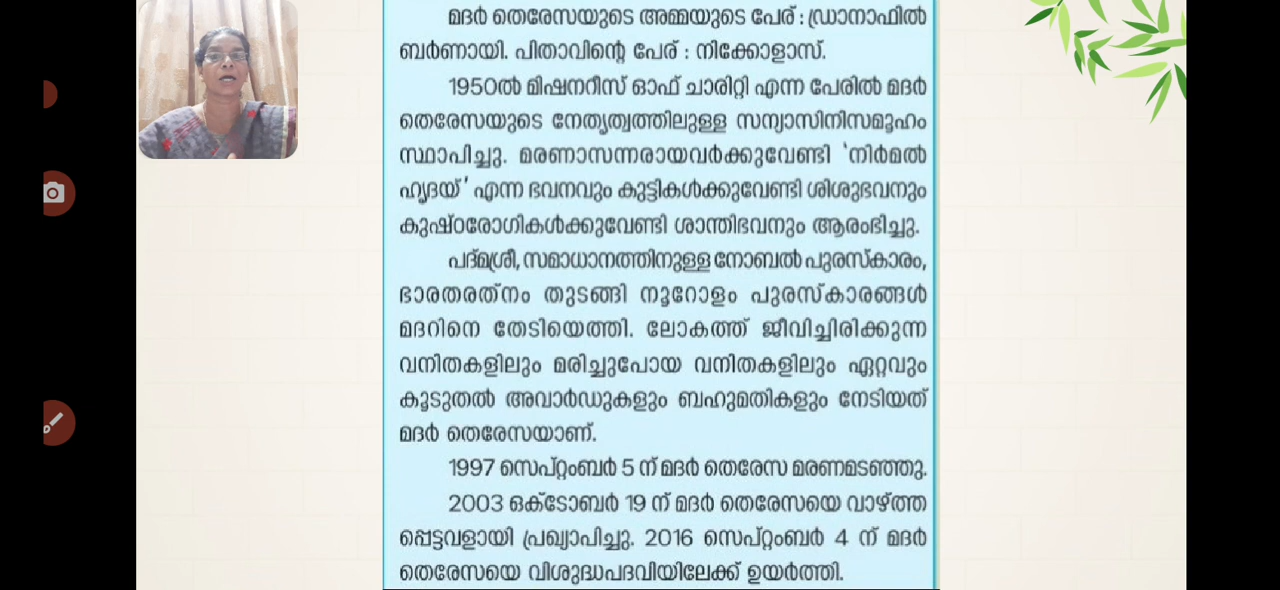 മദർ തെരേസയുടെ അമ്മയുടെ പേര് : ഡ്രാനാഫിൽ
ബർണായി. പിതാവിന്റെ പേര് : നിക്കോളാസ്.
1950ൽ മിഷനറീസ് ഓഫ് ചാരിറ്റി എന്ന പേരിൽ മദർ
തെരേസയുടെ നേതൃത്വത്തിലുള്ള സന്യാസിനിസമൂഹം
സ്ഥാപിച്ചു. മരണാസന്നരായവർക്കുവേണ്ടി 'നിർമൽ
ഹൃദയ്' എന്ന ഭവനവും കുട്ടികൾക്കുവേണ്ടി ശിശുഭവനും
കുഷ്ഠരോഗികൾക്കുവേണ്ടി ശാന്തിഭവനും ആരംഭിച്ചു.
പദ്മശ്രീ, സമാധാനത്തിനുള്ള നോബൽ പുരസ്കാരം,
ഭാരതരത്നം തുടങ്ങി നൂറോളം പുരസ്കാരങ്ങൾ
മദറിനെ തേടിയെത്തി. ലോകത്ത് ജീവിച്ചിരിക്കുന്ന
വനിതകളിലും മരിച്ചുപോയ വനിതകളിലും ഏറ്റവും
കൂടുതൽ അവാർഡുകളും ബഹുമതികളും നേടിയത്
മദർ തെരേസയാണ്.
1997 സെപ്റ്റംബർ 5 ന് മദർ തെരേസ മരണമടഞ്ഞു.
2003 ഒക്ടോബർ 19 ന് മദർ തെരേസയെ വാഴ്ത്ത
പ്പെട്ടവളായി പ്രഖ്യാപിച്ചു. 2016 സെപ്റ്റംബർ 4 ന് മദർ
തെരേസയെ വിശുദ്ധപദവിയിലേക്ക് ഉയർത്തി.